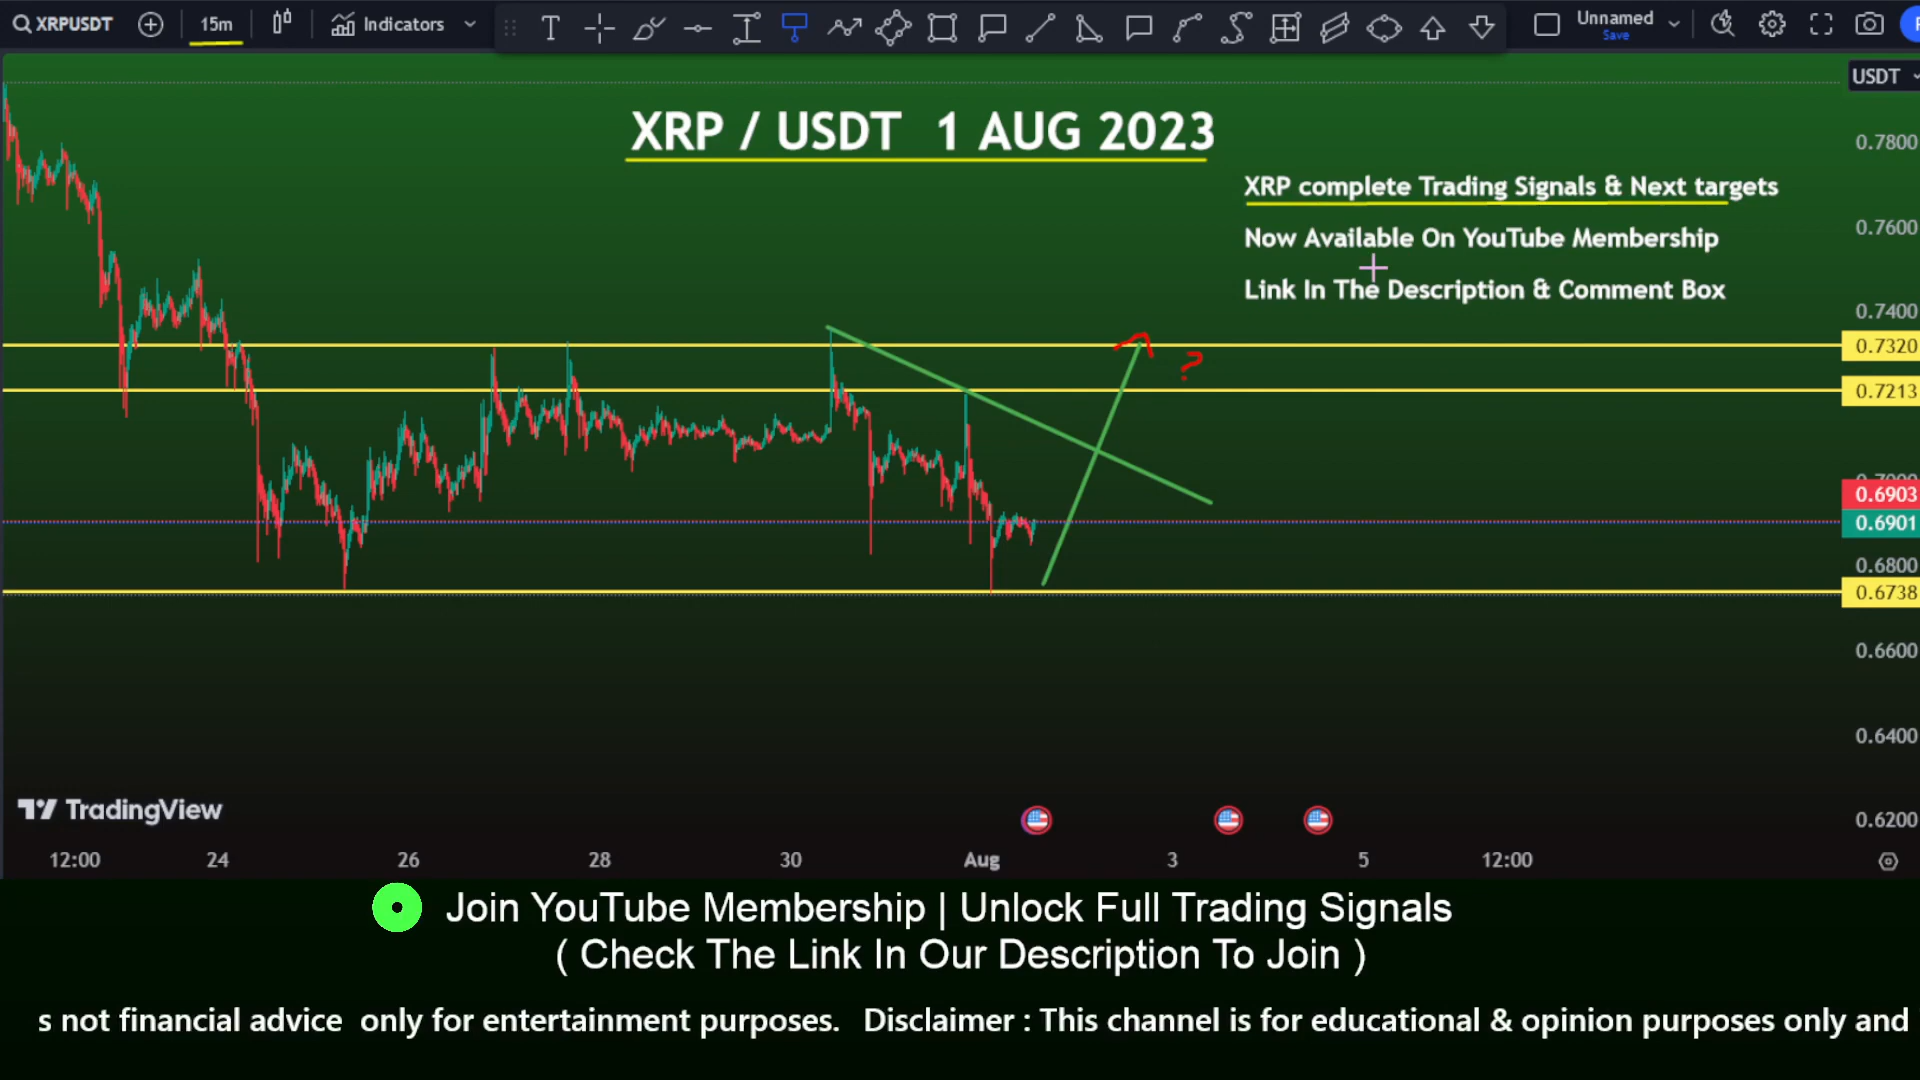 XRPUSDT 15m Indicators Unnamed
Save
USDT
XRP / USDT 1 AUG 2023
0.7800
XRP complete Trading Signals & Next targets
0.7600
Now Available On YouTube Membership
Link In The Description & Comment Box
0.7400
0.7320
?
0.7213
0.7000
0.6903
0.6901
0.6800
0.6738
0.6600
0.6400
TradingView
0.6200
12:00 24 26 28 30 Aug 3 5 12:00
Join YouTube Membership | Unlock Full Trading Signals
( Check The Link In Our Description To Join )
s not financial advice only for entertainment purposes. Disclaimer : This channel is for educational & opinion purposes only and